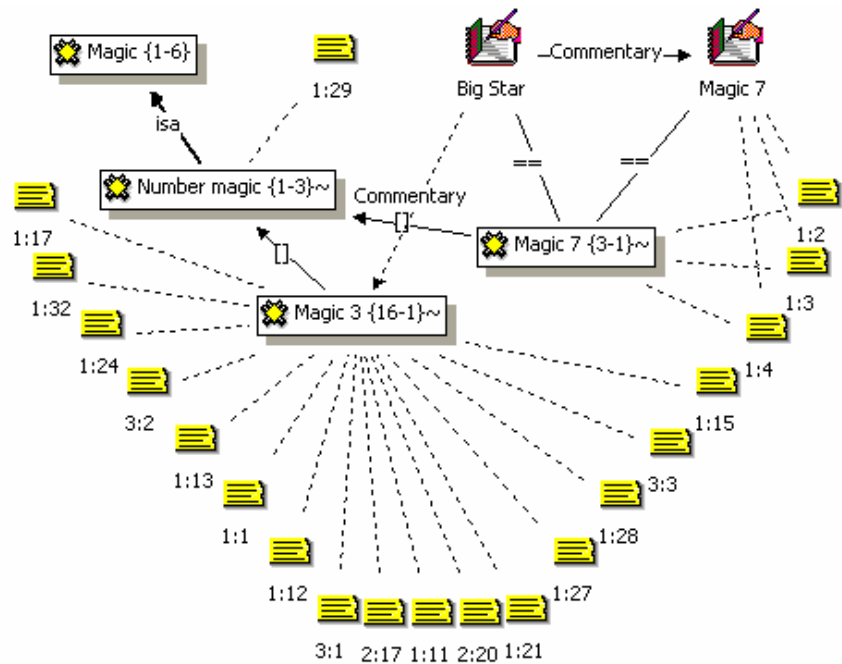 Magic {1-6}
1:29
Commentary
Big Star
Magic 7
isa
==
==
Number magic {1-3}~
Commentary
[]
1:17
Magic 7 {3-1}~
1:2
[]
1:32
1:3
Magic 3 {16-1}~
1:24
1:4
3:2
1:15
1:13
3:3
1:1
1:28
1:12
1:27
3:1
2:17
1:11
2:20
1:21